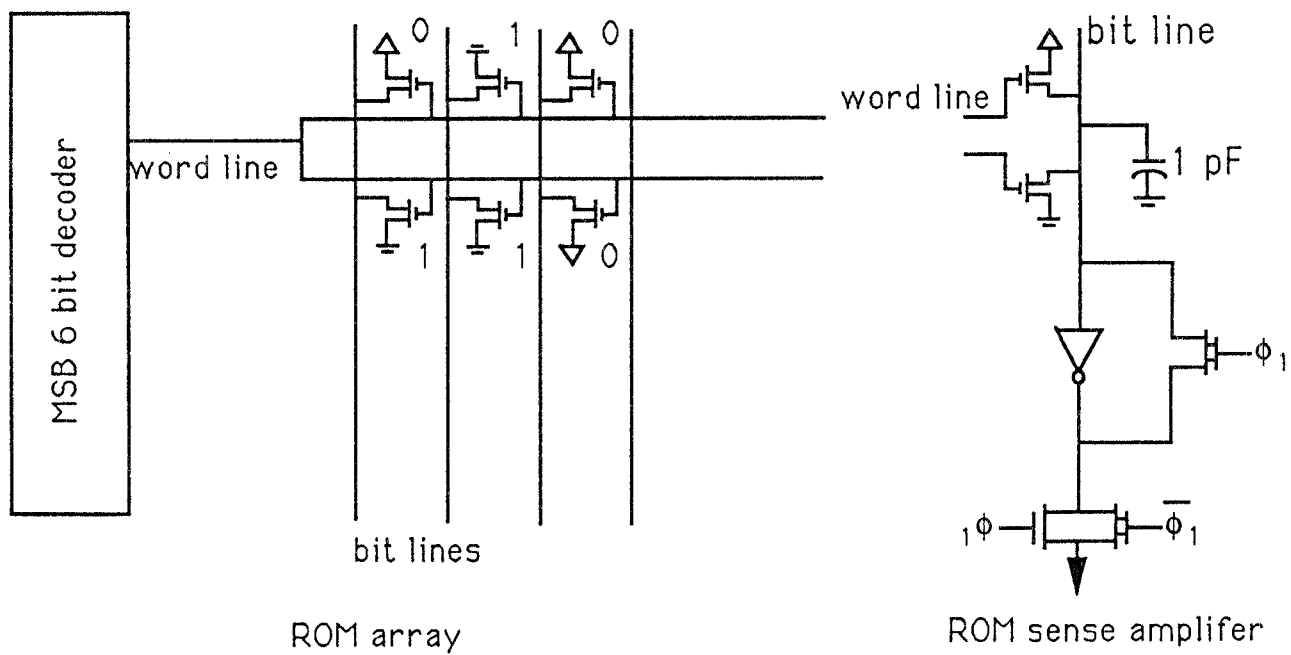 0 1 0
bit line
word line
word line
1 pF
MSB 6 bit decoder
1 1 0
ϕ1
1ϕ
ϕ̅1
bit lines
ROM array
ROM sense amplifer